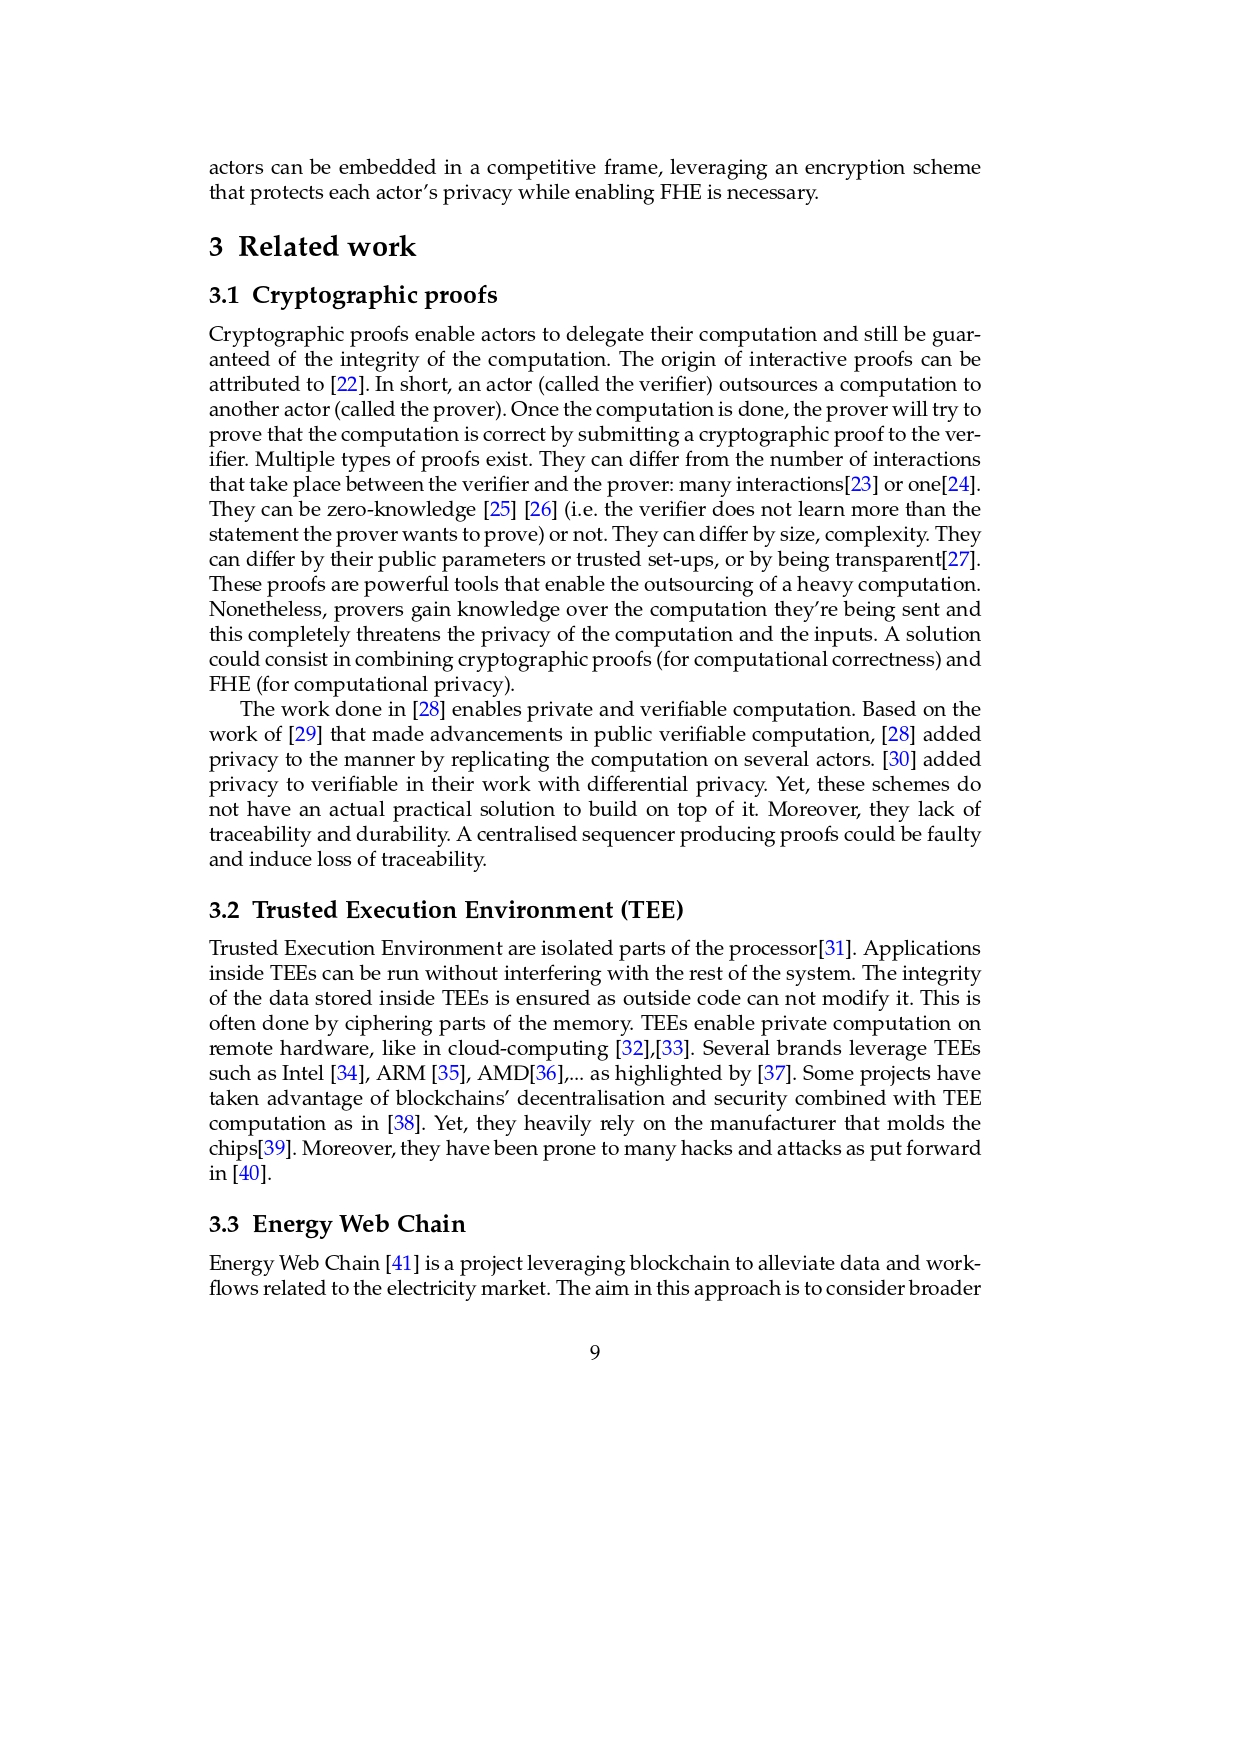 actors can be embedded in a competitive frame, leveraging an encryption scheme
that protects each actor's privacy while enabling FHE is necessary.
3 Related work
3.1 Cryptographic proofs
Cryptographic proofs enable actors to delegate their computation and still be guar-
anteed of the integrity of the computation. The origin of interactive proofs can be
attributed to [22]. In short, an actor (called the verifier) outsources a computation to
another actor (called the prover). Once the computation is done, the prover will try to
prove that the computation is correct by submitting a cryptographic proof to the ver-
ifier. Multiple types of proofs exist. They can differ from the number of interactions
that take place between the verifier and the prover: many interactions[23] or one[24].
They can be zero-knowledge [25] [26] (i.e. the verifier does not learn more than the
statement the prover wants to prove) or not. They can differ by size, complexity. They
can differ by their public parameters or trusted set-ups, or by being transparent[27].
These proofs are powerful tools that enable the outsourcing of a heavy computation.
Nonetheless, provers gain knowledge over the computation they're being sent and
this completely threatens the privacy of the computation and the inputs. A solution
could consist in combining cryptographic proofs (for computational correctness) and
FHE (for computational privacy).
The work done in [28] enables private and verifiable computation. Based on the
work of [29] that made advancements in public verifiable computation, [28] added
privacy to the manner by replicating the computation on several actors. [30] added
privacy to verifiable in their work with differential privacy. Yet, these schemes do
not have an actual practical solution to build on top of it. Moreover, they lack of
traceability and durability. A centralised sequencer producing proofs could be faulty
and induce loss of traceability.
3.2 Trusted Execution Environment (TEE)
Trusted Execution Environment are isolated parts of the processor[31]. Applications
inside TEEs can be run without interfering with the rest of the system. The integrity
of the data stored inside TEEs is ensured as outside code can not modify it. This is
often done by ciphering parts of the memory. TEEs enable private computation on
remote hardware, like in cloud-computing [32],[33]. Several brands leverage TEEs
such as Intel [34], ARM [35], AMD[36],... as highlighted by [37]. Some projects have
taken advantage of blockchains' decentralisation and security combined with TEE
computation as in [38]. Yet, they heavily rely on the manufacturer that molds the
chips[39]. Moreover, they have been prone to many hacks and attacks as put forward
in [40].
3.3 Energy Web Chain
Energy Web Chain [41] is a project leveraging blockchain to alleviate data and work-
flows related to the electricity market. The aim in this approach is to consider broader
9